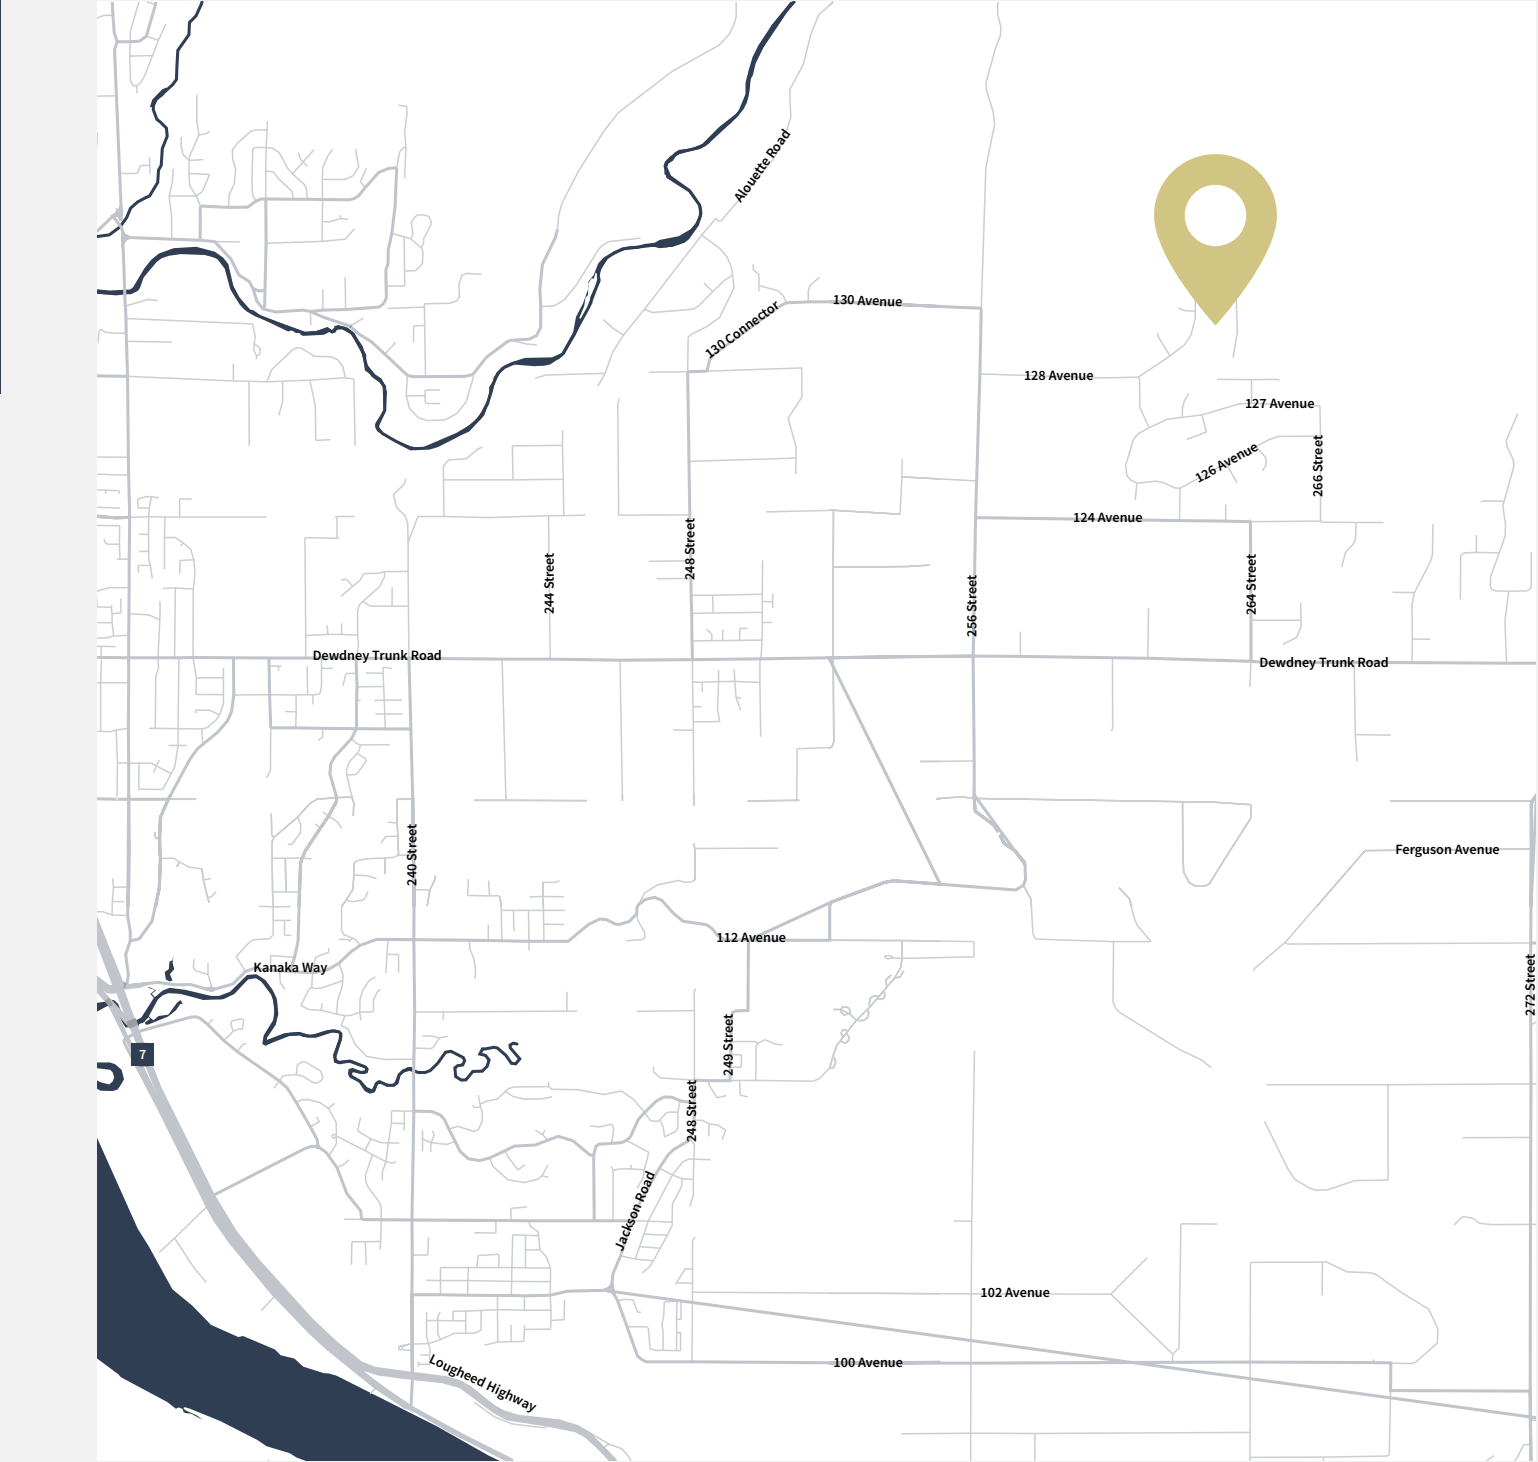 Alouette Road
130 Avenue
130 Connector
128 Avenue
127 Avenue
126 Avenue
266 Street
124 Avenue
248 Street
244 Street
256 Street
264 Street
Dewdney Trunk Road
Dewdney Trunk Road
240 Street
Ferguson Avenue
112 Avenue
Kanaka Way
272 Street
249 Street
7
248 Street
Jackson Road
102 Avenue
100 Avenue
Lougheed Highway